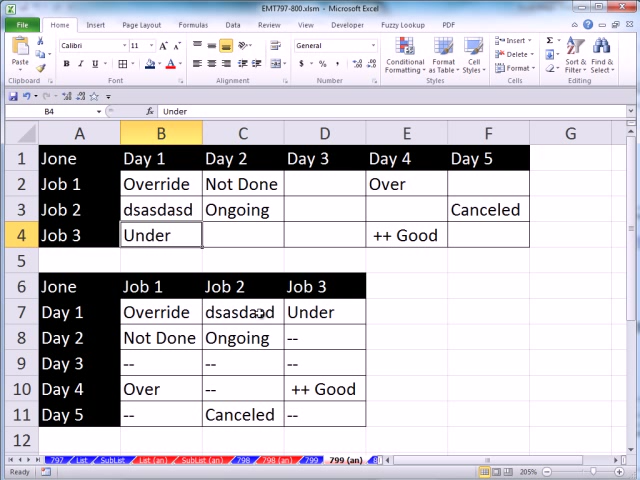 EMT797-800.xlsm - Microsoft Excel
File Home Insert Page Layout Formulas Data Review View Developer Fuzzy Lookup PDF
Paste
Calibri 11 A A
B I U
General
$ % ,
Conditional Formatting Format as Table Cell Styles
Insert
Delete
Format
Σ
Sort & Filter Find & Select
Clipboard Font Alignment Number Styles Cells Editing
B4 fx Under
A B C D E F G
1 Jone Day 1 Day 2 Day 3 Day 4 Day 5
2 Job 1 Override Not Done Over
3 Job 2 dsasdasd Ongoing Canceled
4 Job 3 Under ++ Good
5
6 Jone Job 1 Job 2 Job 3
7 Day 1 Override dsasdasd Under
8 Day 2 Not Done Ongoing --
9 Day 3 -- -- --
10 Day 4 Over -- ++ Good
11 Day 5 -- Canceled --
12
797 List SubList List (an) SubList (an) 798 798 (an) 799 799 (an)
Ready 205%